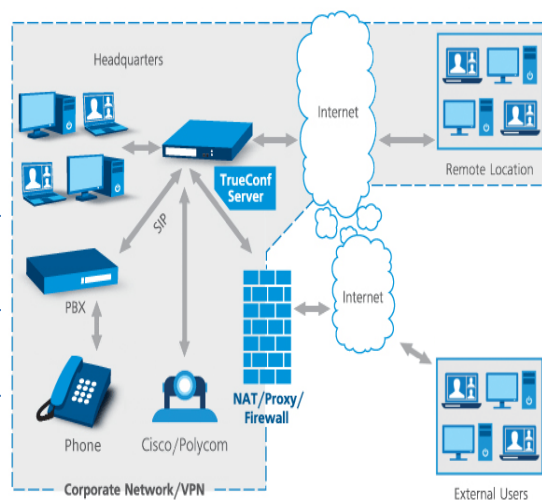 Headquarters
Internet
Remote Location
TrueConf
Server
SIP
PBX
Internet
NAT/Proxy/
Firewall
Phone
Cisco/Polycom
Corporate Network/VPN
External Users